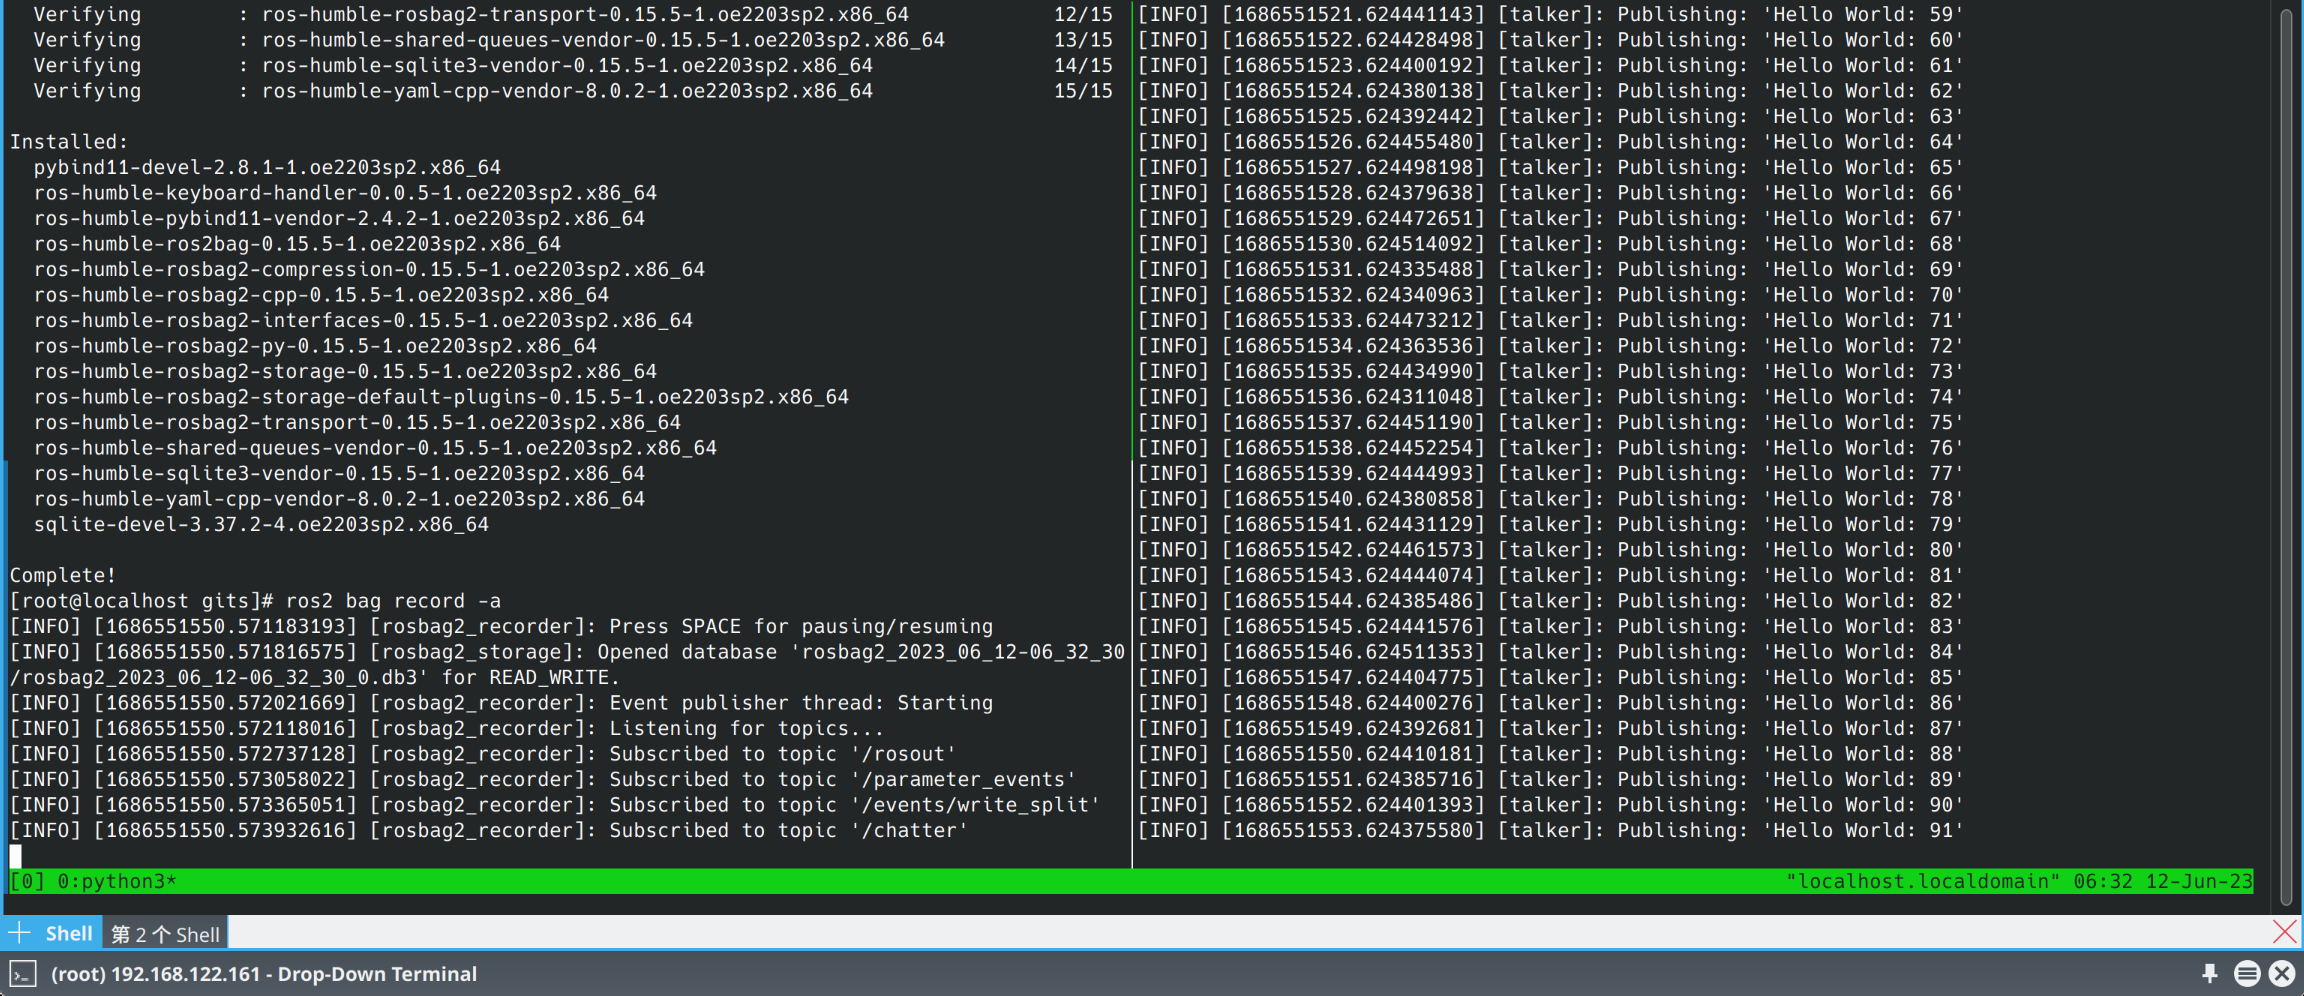 Verifying        : ros-humble-rosbag2-transport-0.15.5-1.oe2203sp2.x86_64            12/15
Verifying        : ros-humble-shared-queues-vendor-0.15.5-1.oe2203sp2.x86_64         13/15
Verifying        : ros-humble-sqlite3-vendor-0.15.5-1.oe2203sp2.x86_64               14/15
Verifying        : ros-humble-yaml-cpp-vendor-8.0.2-1.oe2203sp2.x86_64               15/15
Installed:
pybind11-devel-2.8.1-1.oe2203sp2.x86_64
ros-humble-keyboard-handler-0.0.5-1.oe2203sp2.x86_64
ros-humble-pybind11-vendor-2.4.2-1.oe2203sp2.x86_64
ros-humble-ros2bag-0.15.5-1.oe2203sp2.x86_64
ros-humble-rosbag2-compression-0.15.5-1.oe2203sp2.x86_64
ros-humble-rosbag2-cpp-0.15.5-1.oe2203sp2.x86_64
ros-humble-rosbag2-interfaces-0.15.5-1.oe2203sp2.x86_64
ros-humble-rosbag2-py-0.15.5-1.oe2203sp2.x86_64
ros-humble-rosbag2-storage-0.15.5-1.oe2203sp2.x86_64
ros-humble-rosbag2-storage-default-plugins-0.15.5-1.oe2203sp2.x86_64
ros-humble-rosbag2-transport-0.15.5-1.oe2203sp2.x86_64
ros-humble-shared-queues-vendor-0.15.5-1.oe2203sp2.x86_64
ros-humble-sqlite3-vendor-0.15.5-1.oe2203sp2.x86_64
ros-humble-yaml-cpp-vendor-8.0.2-1.oe2203sp2.x86_64
sqlite-devel-3.37.2-4.oe2203sp2.x86_64
Complete!
[root@localhost gits]# ros2 bag record -a
[INFO] [1686551550.571183193] [rosbag2_recorder]: Press SPACE for pausing/resuming
[INFO] [1686551550.571816575] [rosbag2_storage]: Opened database 'rosbag2_2023_06_12-06_32_30
/rosbag2_2023_06_12-06_32_30_0.db3' for READ_WRITE.
[INFO] [1686551550.572021669] [rosbag2_recorder]: Event publisher thread: Starting
[INFO] [1686551550.572118016] [rosbag2_recorder]: Listening for topics...
[INFO] [1686551550.572737128] [rosbag2_recorder]: Subscribed to topic '/rosout'
[INFO] [1686551550.573058022] [rosbag2_recorder]: Subscribed to topic '/parameter_events'
[INFO] [1686551550.573365051] [rosbag2_recorder]: Subscribed to topic '/events/write_split'
[INFO] [1686551550.573932616] [rosbag2_recorder]: Subscribed to topic '/chatter'
[INFO] [1686551521.624441143] [talker]: Publishing: 'Hello World: 59'
[INFO] [1686551522.624428498] [talker]: Publishing: 'Hello World: 60'
[INFO] [1686551523.624400192] [talker]: Publishing: 'Hello World: 61'
[INFO] [1686551524.624380138] [talker]: Publishing: 'Hello World: 62'
[INFO] [1686551525.624392442] [talker]: Publishing: 'Hello World: 63'
[INFO] [1686551526.624455480] [talker]: Publishing: 'Hello World: 64'
[INFO] [1686551527.624498198] [talker]: Publishing: 'Hello World: 65'
[INFO] [1686551528.624379638] [talker]: Publishing: 'Hello World: 66'
[INFO] [1686551529.624472651] [talker]: Publishing: 'Hello World: 67'
[INFO] [1686551530.624514092] [talker]: Publishing: 'Hello World: 68'
[INFO] [1686551531.624335488] [talker]: Publishing: 'Hello World: 69'
[INFO] [1686551532.624340963] [talker]: Publishing: 'Hello World: 70'
[INFO] [1686551533.624473212] [talker]: Publishing: 'Hello World: 71'
[INFO] [1686551534.624363536] [talker]: Publishing: 'Hello World: 72'
[INFO] [1686551535.624434990] [talker]: Publishing: 'Hello World: 73'
[INFO] [1686551536.624311048] [talker]: Publishing: 'Hello World: 74'
[INFO] [1686551537.624451190] [talker]: Publishing: 'Hello World: 75'
[INFO] [1686551538.624452254] [talker]: Publishing: 'Hello World: 76'
[INFO] [1686551539.624444993] [talker]: Publishing: 'Hello World: 77'
[INFO] [1686551540.624380858] [talker]: Publishing: 'Hello World: 78'
[INFO] [1686551541.624431129] [talker]: Publishing: 'Hello World: 79'
[INFO] [1686551542.624461573] [talker]: Publishing: 'Hello World: 80'
[INFO] [1686551543.624444074] [talker]: Publishing: 'Hello World: 81'
[INFO] [1686551544.624385486] [talker]: Publishing: 'Hello World: 82'
[INFO] [1686551545.624441576] [talker]: Publishing: 'Hello World: 83'
[INFO] [1686551546.624511353] [talker]: Publishing: 'Hello World: 84'
[INFO] [1686551547.624404775] [talker]: Publishing: 'Hello World: 85'
[INFO] [1686551548.624400276] [talker]: Publishing: 'Hello World: 86'
[INFO] [1686551549.624392681] [talker]: Publishing: 'Hello World: 87'
[INFO] [1686551550.624410181] [talker]: Publishing: 'Hello World: 88'
[INFO] [1686551551.624385716] [talker]: Publishing: 'Hello World: 89'
[INFO] [1686551552.624401393] [talker]: Publishing: 'Hello World: 90'
[INFO] [1686551553.624375580] [talker]: Publishing: 'Hello World: 91'
[0] 0:python3*    "localhost.localdomain" 06:32 12-Jun-23
Shell    第 2 个 Shell
(root) 192.168.122.161 - Drop-Down Terminal